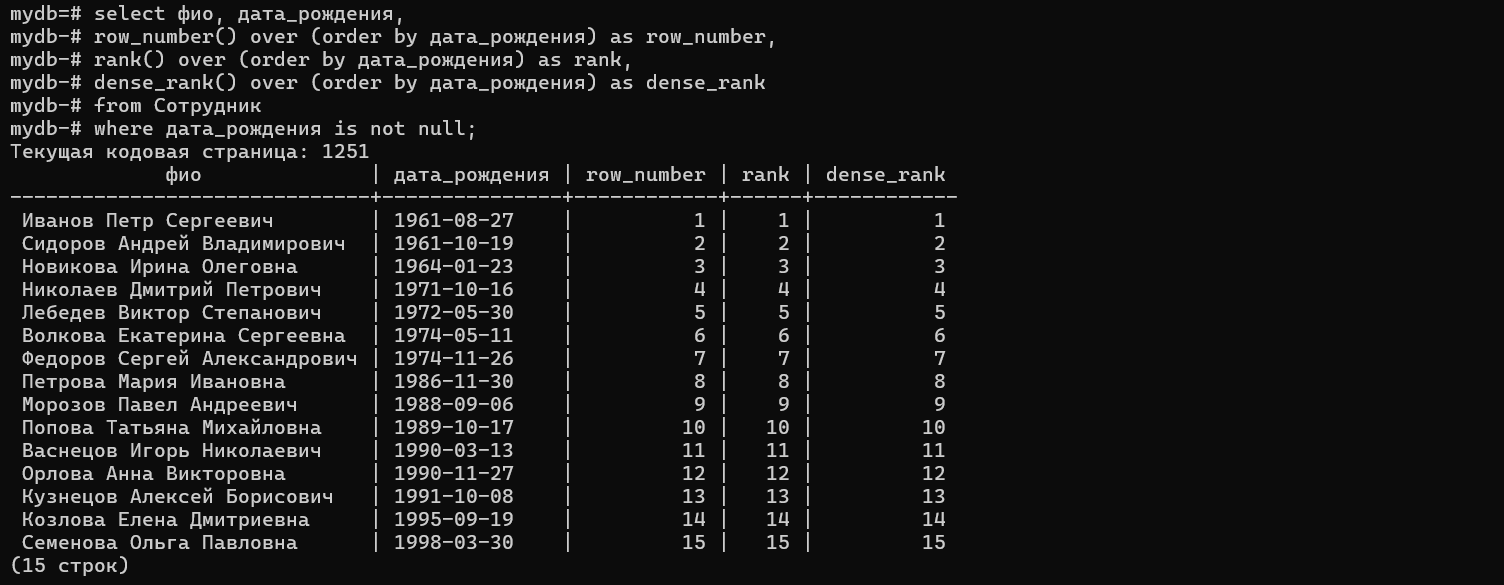 mydb=# select фио, дата_рождения,
mydb-# row_number() over (order by дата_рождения) as row_number,
mydb-# rank() over (order by дата_рождения) as rank,
mydb-# dense_rank() over (order by дата_рождения) as dense_rank
mydb-# from Сотрудник
mydb-# where дата_рождения is not null;
Текущая кодовая страница: 1251
             фио              | дата_рождения | row_number | rank | dense_rank
------------------------------+---------------+------------+------+------------
 Иванов Петр Сергеевич        | 1961-08-27    |          1 |    1 |          1
 Сидоров Андрей Владимирович  | 1961-10-19    |          2 |    2 |          2
 Новикова Ирина Олеговна      | 1964-01-23    |          3 |    3 |          3
 Николаев Дмитрий Петрович    | 1971-10-16    |          4 |    4 |          4
 Лебедев Виктор Степанович    | 1972-05-30    |          5 |    5 |          5
 Волкова Екатерина Сергеевна  | 1974-05-11    |          6 |    6 |          6
 Федоров Сергей Александрович | 1974-11-26    |          7 |    7 |          7
 Петрова Мария Ивановна       | 1986-11-30    |          8 |    8 |          8
 Морозов Павел Андреевич      | 1988-09-06    |          9 |    9 |          9
 Попова Татьяна Михайловна    | 1989-10-17    |         10 |   10 |         10
 Васнецов Игорь Николаевич    | 1990-03-13    |         11 |   11 |         11
 Орлова Анна Викторовна       | 1990-11-27    |         12 |   12 |         12
 Кузнецов Алексей Борисович   | 1991-10-08    |         13 |   13 |         13
 Козлова Елена Дмитриевна     | 1995-09-19    |         14 |   14 |         14
 Семенова Ольга Павловна      | 1998-03-30    |         15 |   15 |         15
(15 строк)